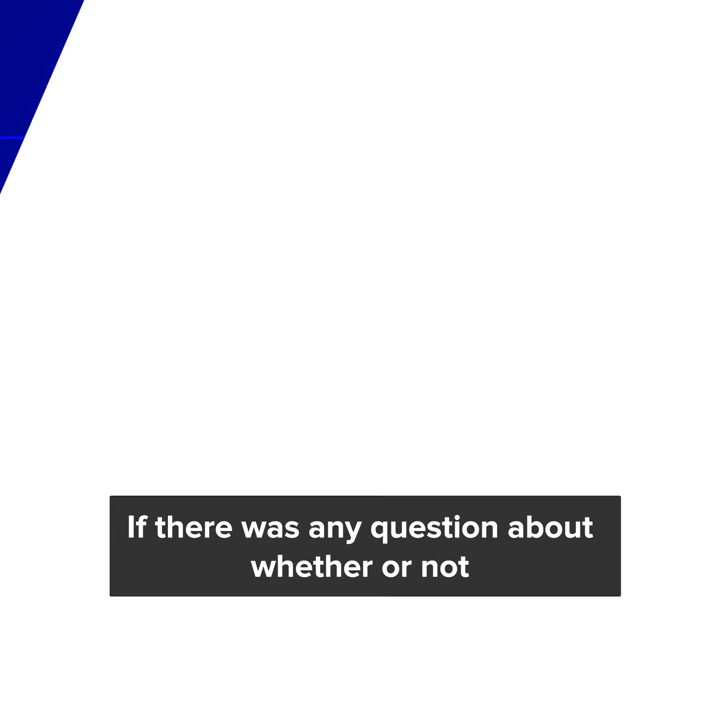 If there was any question about
whether or not